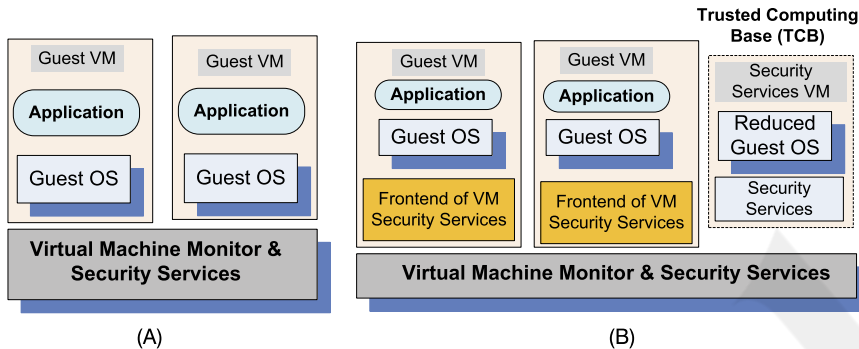 Guest VM
Application
Guest OS
Guest VM
Application
Guest OS
Virtual Machine Monitor &
Security Services
(A)
Guest VM
Application
Guest OS
Frontend of VM
Security Services
Guest VM
Application
Guest OS
Frontend of VM
Security Services
Trusted Computing
Base (TCB)
Security
Services VM
Reduced
Guest OS
Security
Services
Virtual Machine Monitor & Security Services
(B)